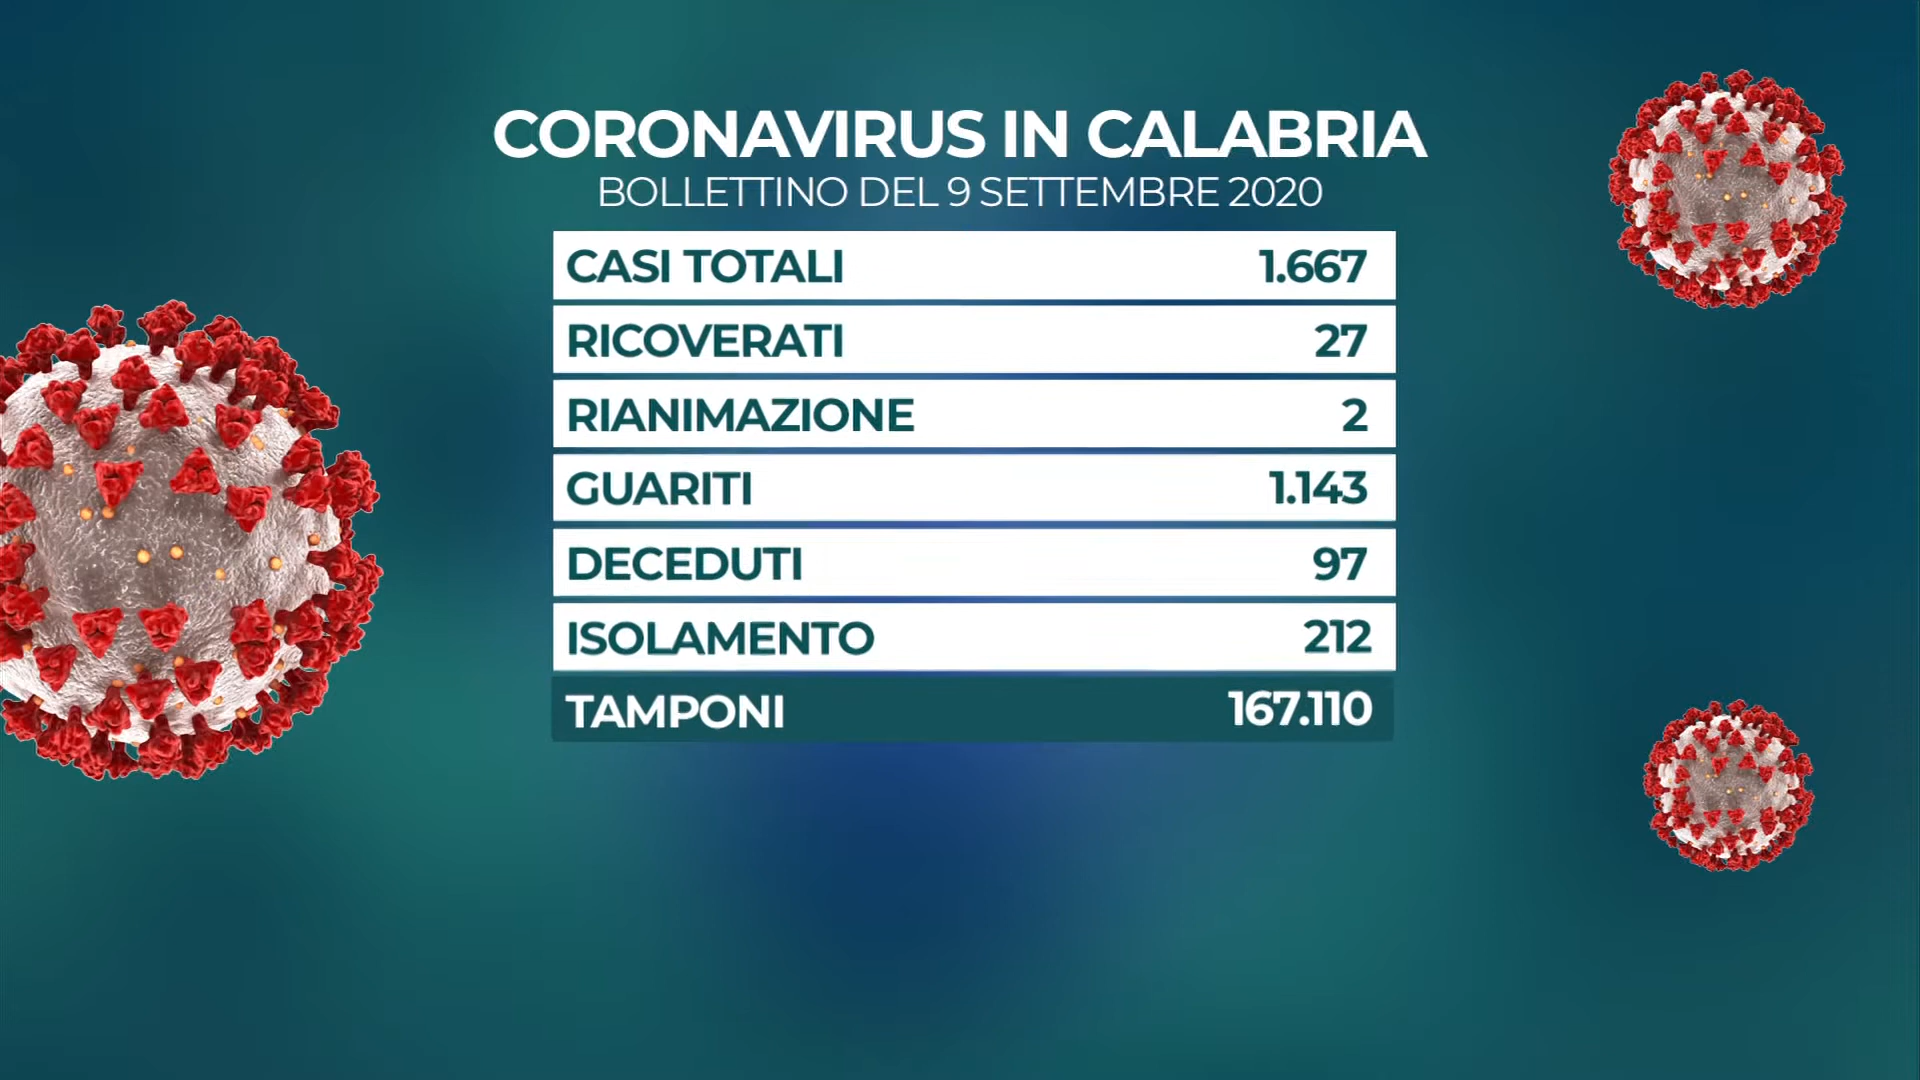 CORONAVIRUS IN CALABRIA
BOLLETTINO DEL 9 SETTEMBRE 2020
CASI TOTALI 1.667
RICOVERATI 27
RIANIMAZIONE 2
GUARITI 1.143
DECEDUTI 97
ISOLAMENTO 212
TAMPONI 167.110